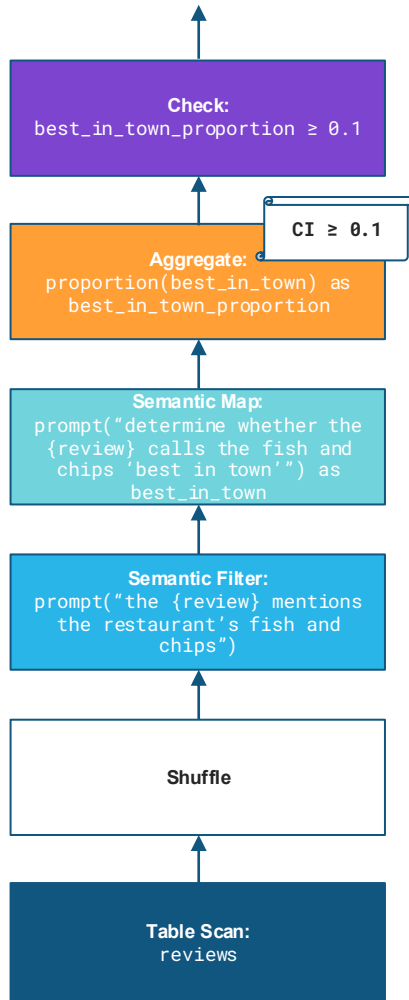 Check:
best_in_town_proportion ≥ 0.1
CI ≥ 0.1
Aggregate:
proportion(best_in_town) as
best_in_town_proportion
Semantic Map:
prompt(“determine whether the
{review} calls the fish and
chips ‘best in town’”) as
best_in_town
Semantic Filter:
prompt(“the {review} mentions
the restaurant’s fish and
chips”)
Shuffle
Table Scan:
reviews